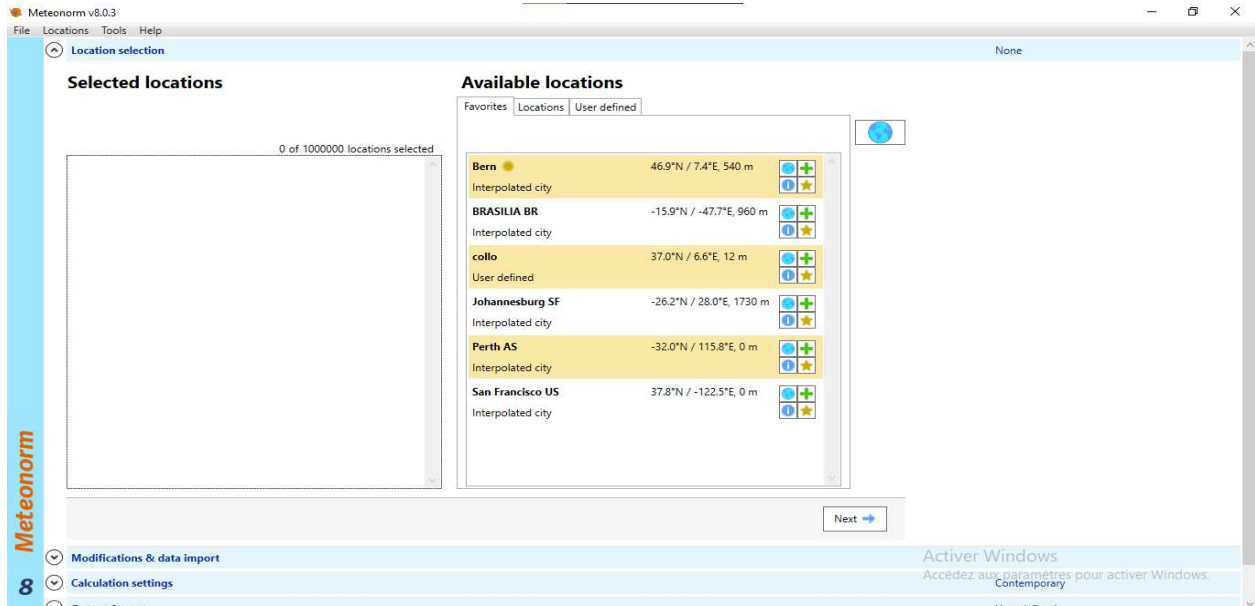 Meteonorm v8.0.3
File Locations Tools Help
Location selection None
Selected locations
Available locations
Favorites Locations User defined
0 of 1000000 locations selected
Bern 46.9°N / 7.4°E, 540 m
Interpolated city
BRASILIA BR -15.9°N / -47.7°E, 960 m
Interpolated city
collo 37.0°N / 6.6°E, 12 m
User defined
Johannesburg SF -26.2°N / 28.0°E, 1730 m
Interpolated city
Perth AS -32.0°N / 115.8°E, 0 m
Interpolated city
San Francisco US 37.8°N / -122.5°E, 0 m
Interpolated city
Next
Meteonorm
8
Modifications & data import
Activer Windows
Accédez aux paramètres pour activer Windows.
Calculation settings Contemporary